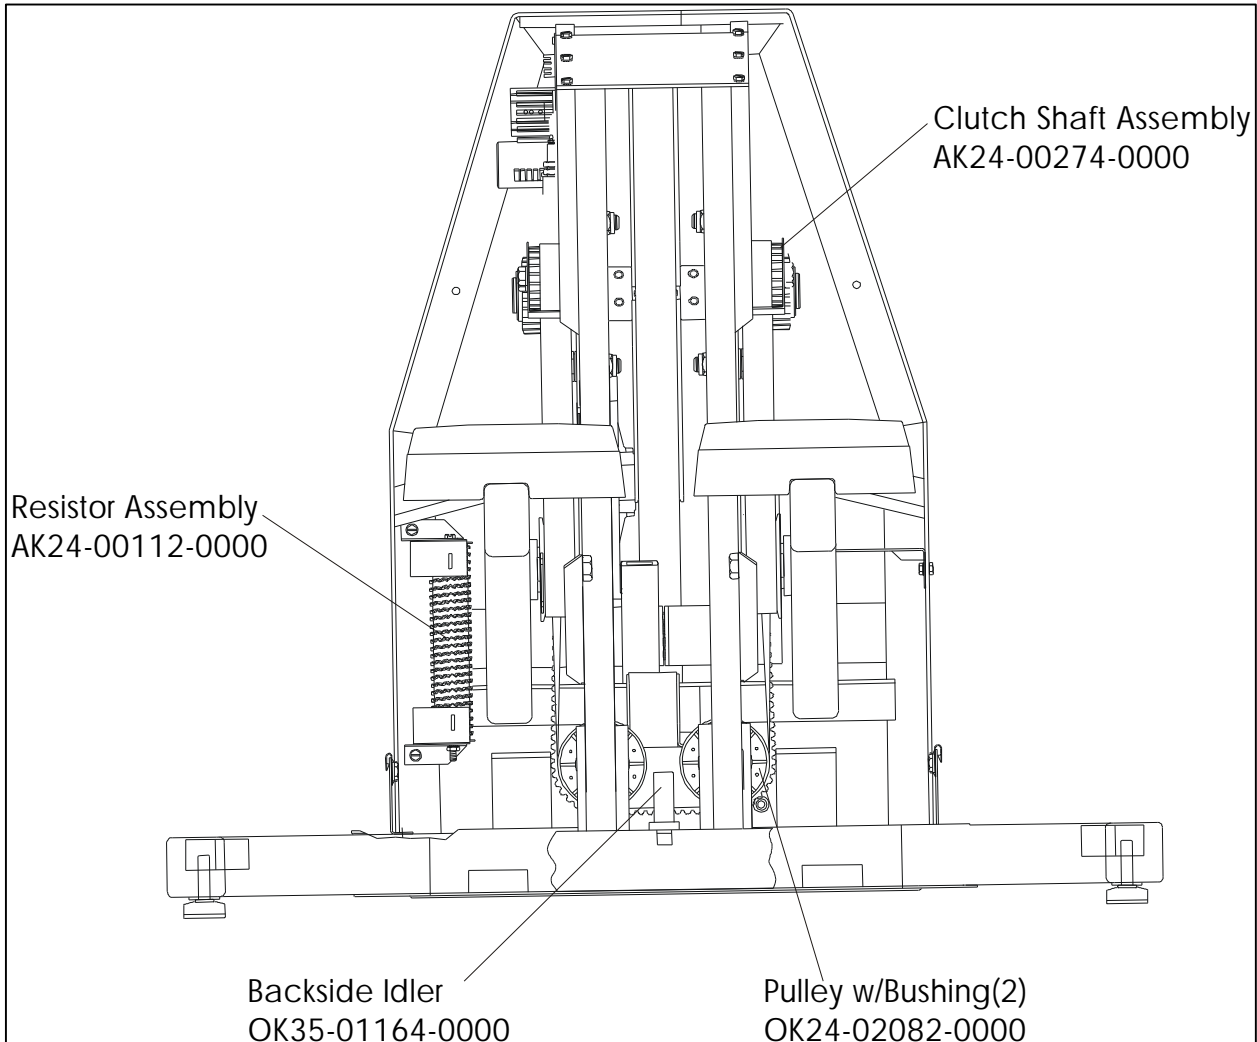 Clutch Shaft Assembly
AK24-00274-0000
Resistor Assembly
AK24-00112-0000
Backside Idler
OK35-01164-0000
Pulley w/Bushing(2)
OK24-02082-0000